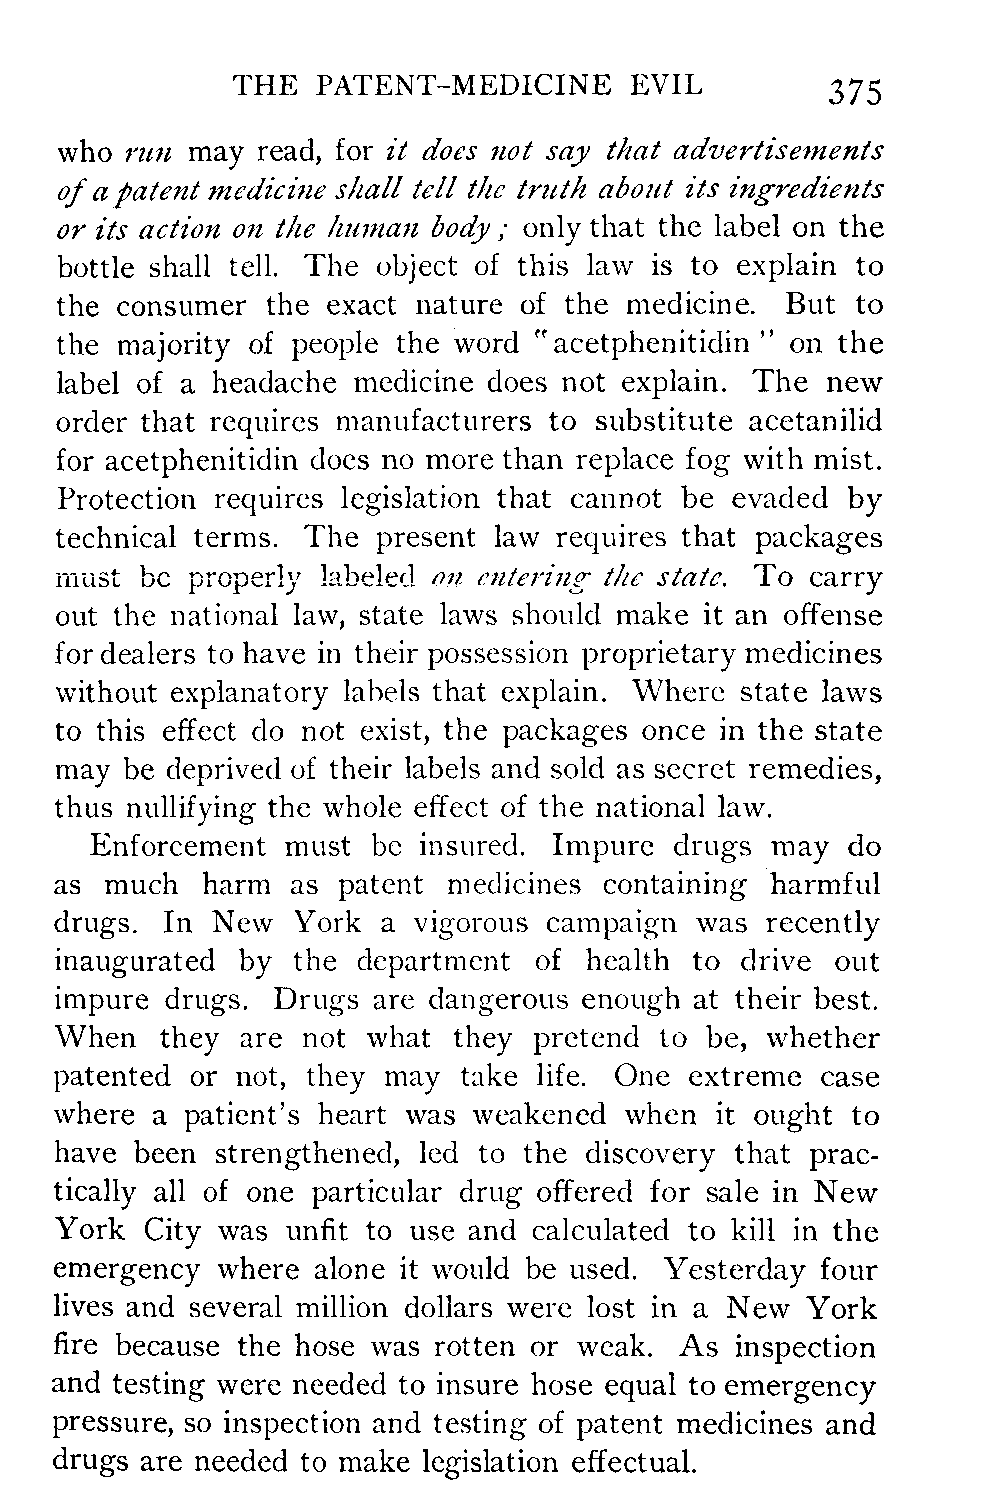 THE PATENT-MEDICINE EVIL 375
who run may read, for it does not say that advertisements
of a patent medicine shall tell the truth about its ingredients
or its action on the human body; only that the label on the
bottle shall tell. The object of this law is to explain to
the consumer the exact nature of the medicine. But to
the majority of people the word "acetphenitidin" on the
label of a headache medicine does not explain. The new
order that requires manufacturers to substitute acetanilid
for acetphenitidin does no more than replace fog with mist.
Protection requires legislation that cannot be evaded by
technical terms. The present law requires that packages
must be properly labeled on entering the state. To carry
out the national law, state laws should make it an offense
for dealers to have in their possession proprietary medicines
without explanatory labels that explain. Where state laws
to this effect do not exist, the packages once in the state
may be deprived of their labels and sold as secret remedies,
thus nullifying the whole effect of the national law.
Enforcement must be insured. Impure drugs may do
as much harm as patent medicines containing harmful
drugs. In New York a vigorous campaign was recently
inaugurated by the department of health to drive out
impure drugs. Drugs are dangerous enough at their best.
When they are not what they pretend to be, whether
patented or not, they may take life. One extreme case
where a patient's heart was weakened when it ought to
have been strengthened, led to the discovery that prac-
tically all of one particular drug offered for sale in New
York City was unfit to use and calculated to kill in the
emergency where alone it would be used. Yesterday four
lives and several million dollars were lost in a New York
fire because the hose was rotten or weak. As inspection
and testing were needed to insure hose equal to emergency
pressure, so inspection and testing of patent medicines and
drugs are needed to make legislation effectual.